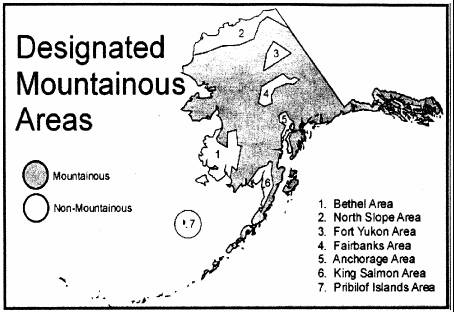 Designated
Mountainous
Areas
Mountainous
Non-Mountainous
1
2
3
4
5
6
7
1. Bethel Area
2. North Slope Area
3. Fort Yukon Area
4. Fairbanks Area
5. Anchorage Area
6. King Salmon Area
7. Pribilof Islands Area